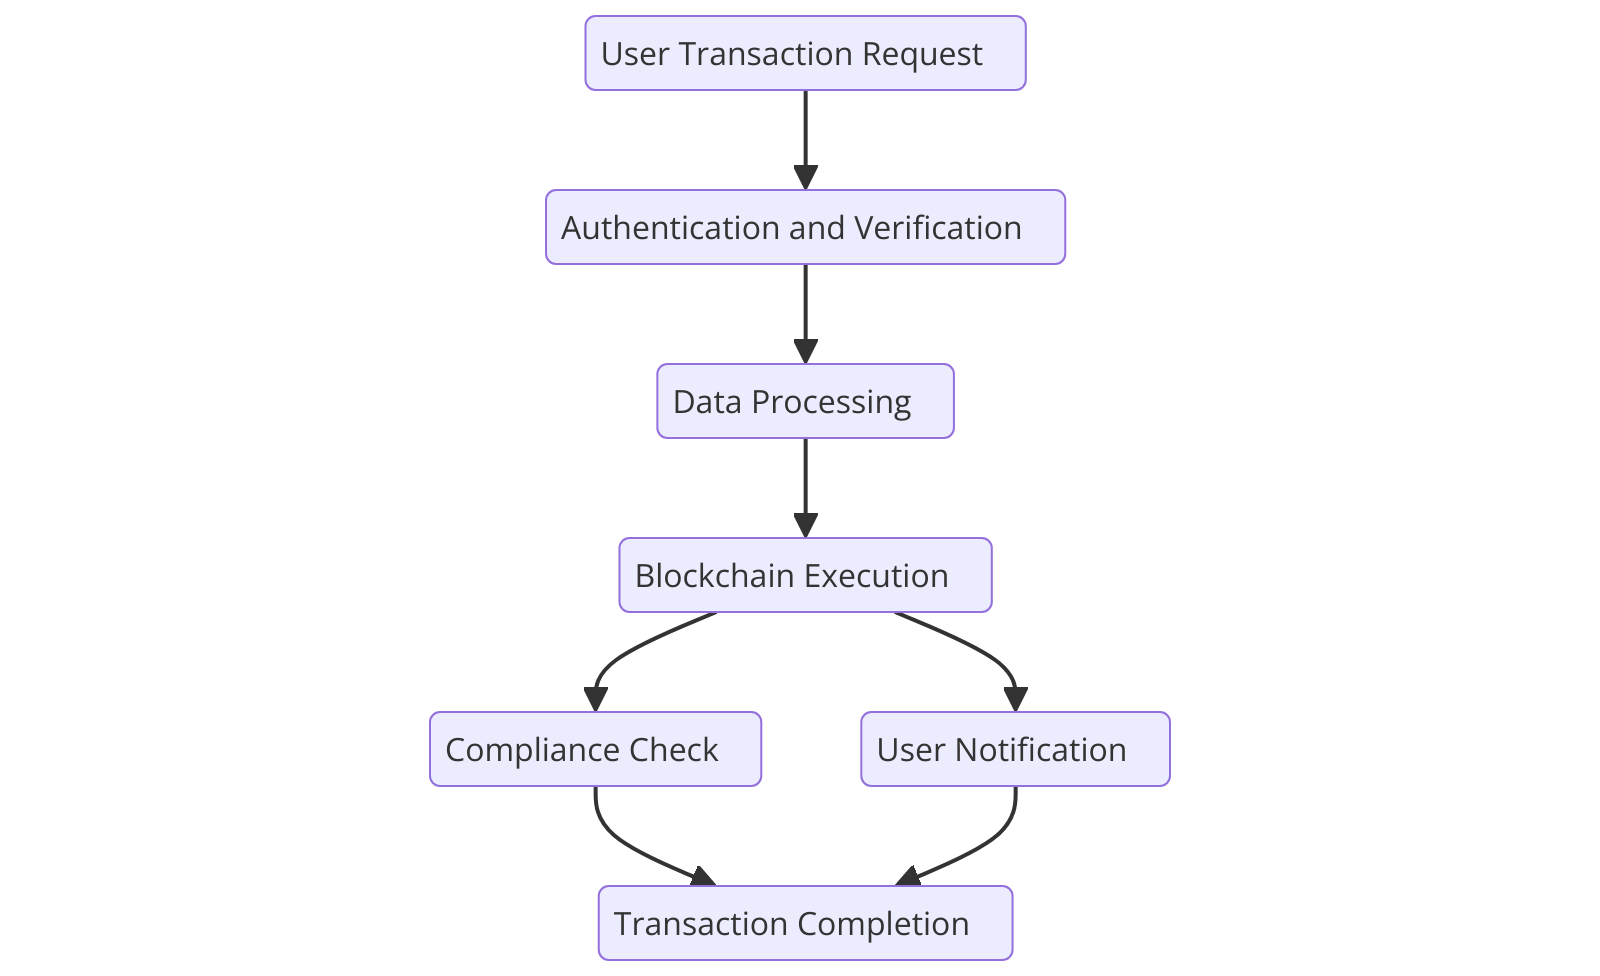 User Transaction Request
Authentication and Verification
Data Processing
Blockchain Execution
Compliance Check
User Notification
Transaction Completion